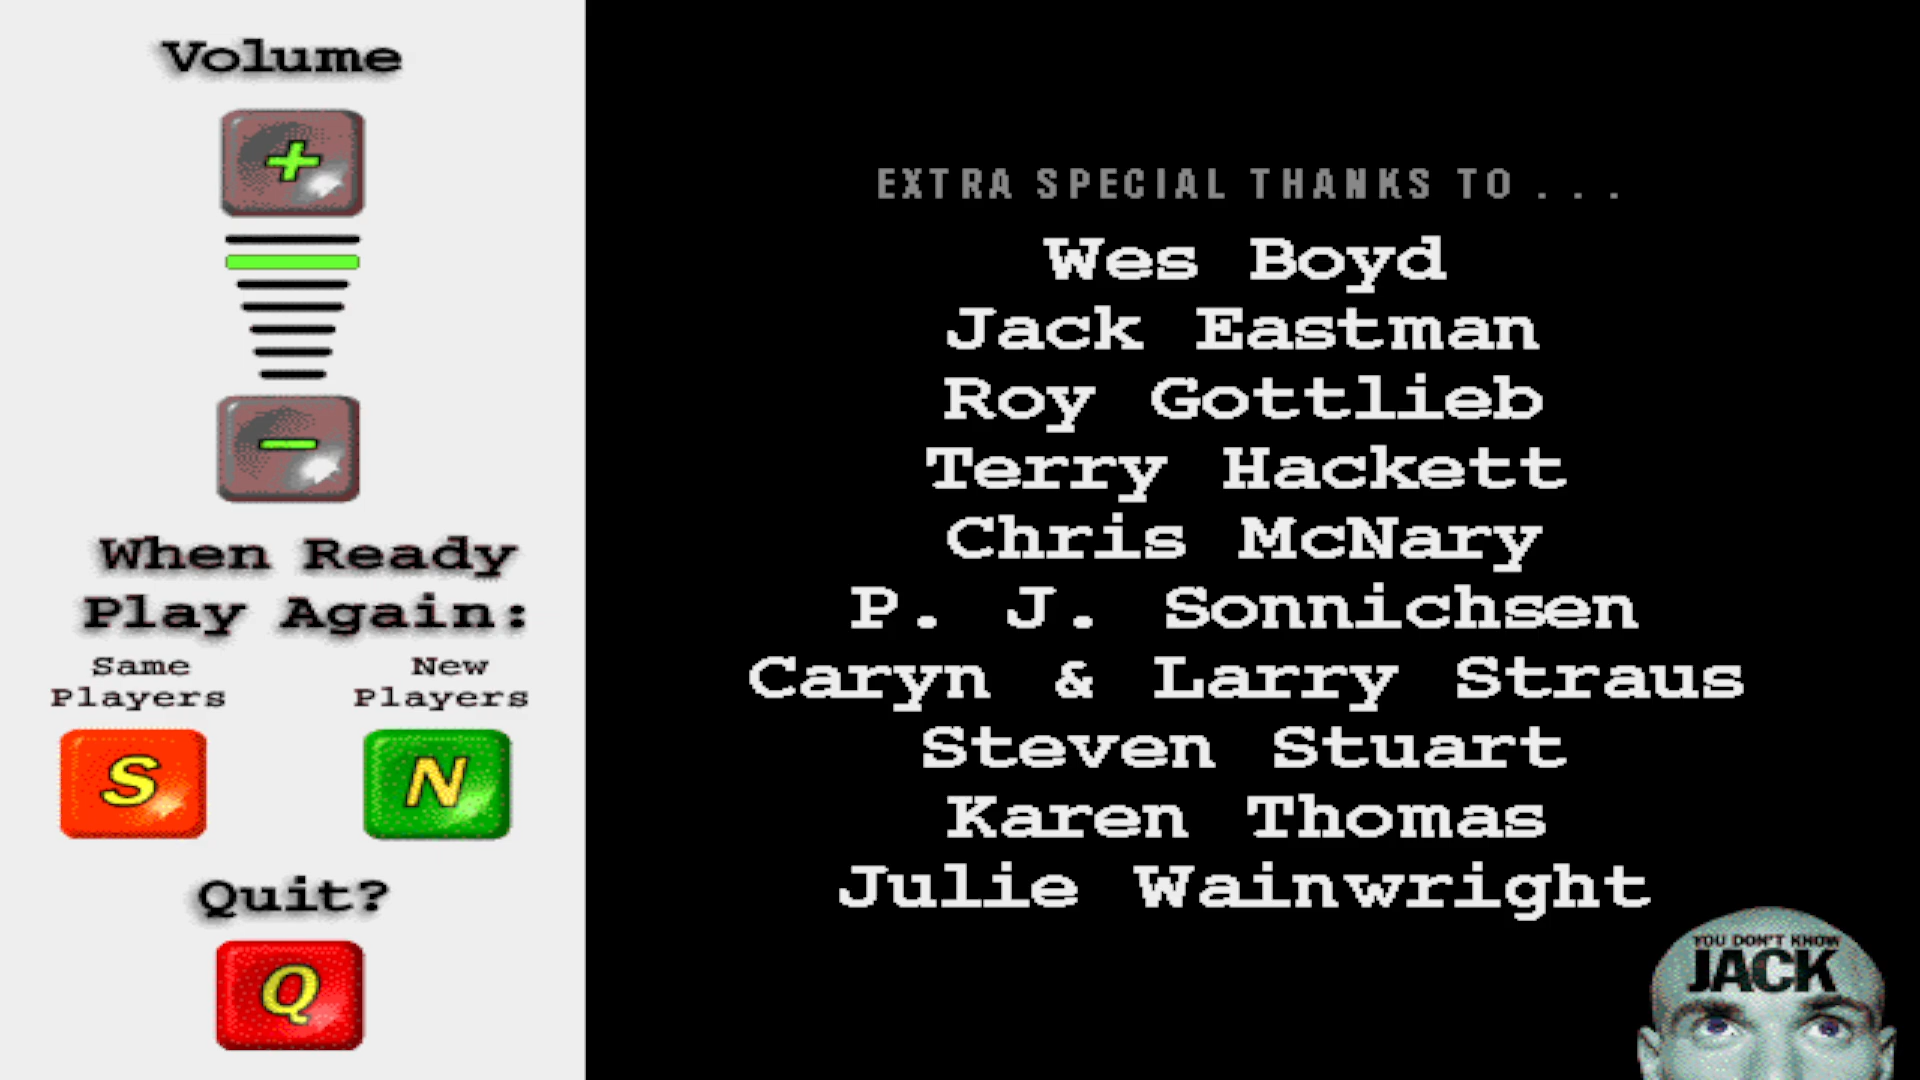 Volume
+
−
When Ready
Play Again:
Same
Players
New
Players
S
N
Quit?
Q
EXTRA SPECIAL THANKS TO . . .
Wes Boyd
Jack Eastman
Roy Gottlieb
Terry Hackett
Chris McNary
P. J. Sonnichsen
Caryn & Larry Straus
Steven Stuart
Karen Thomas
Julie Wainwright
YOU DON'T KNOW
JACK